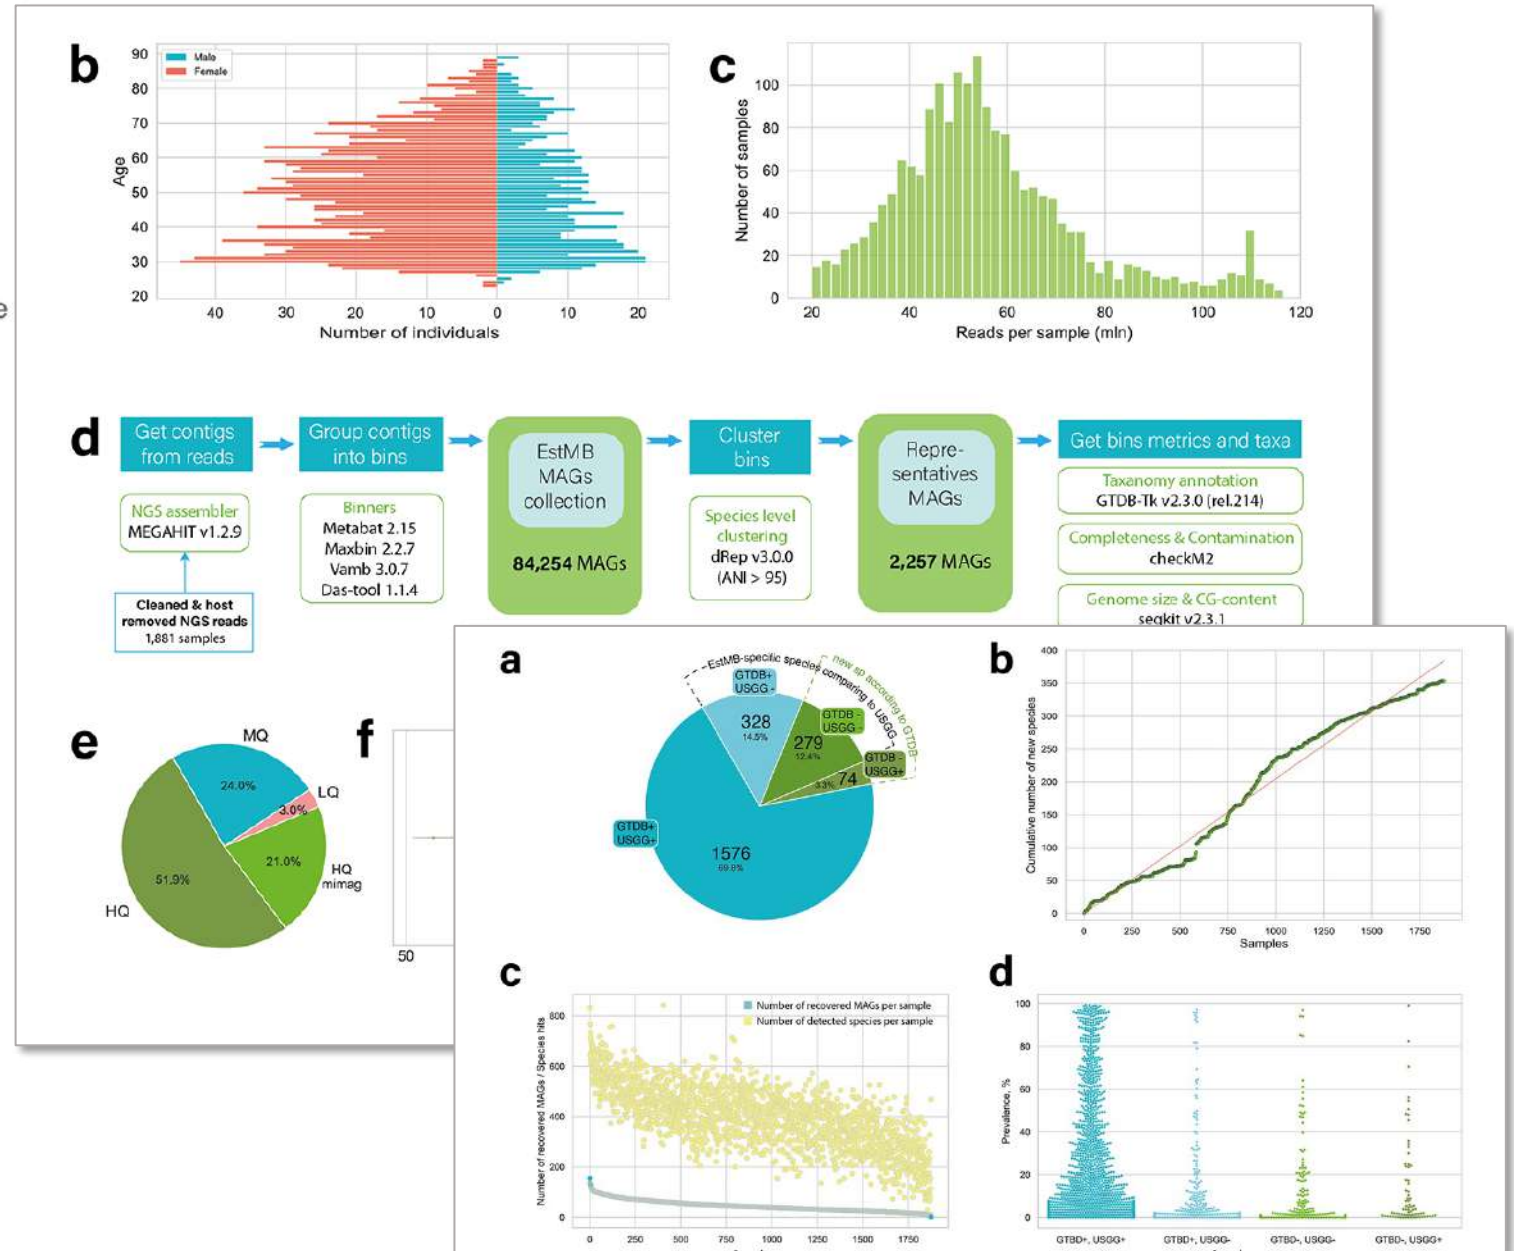 e
b
Male
Female
90
80
70
60
50
40
30
20
Age
40 30 20 10 0 10 20
Number of individuals
c
100
80
60
40
20
0
Number of samples
20 40 60 80 100 120
Reads per sample (mln)
d
Get contigs
from reads
NGS assembler
MEGAHIT v1.2.9
Cleaned & host
removed NGS reads
1,881 samples
Group contigs
into bins
Binners
Metabat 2.15
Maxbin 2.2.7
Vamb 3.0.7
Das-tool 1.1.4
EstMB
MAGs
collection
84,254 MAGs
Cluster
bins
Species level
clustering
dRep v3.0.0
(ANI > 95)
Repre-
sentatives
MAGs
2,257 MAGs
Get bins metrics and taxa
Taxanomy annotation
GTDB-Tk v2.3.0 (rel.214)
Completeness & Contamination
checkM2
Genome size & CG-content
seqkit v2.3.1
e
MQ
24.0%
LQ
3.0%
21.0%
HQ
mimag
51.9%
HQ
f
50
a
EstMB-specific species comparing to USGG
new sp according to GTDB
GTDB+
USGG -
328
14.5%
GTDB -
USGG -
279
12.4%
GTDB -
USGG+
74
3.3%
GTDB+
USGG+
1576
69.8%
b
400
350
300
250
200
150
100
50
0
Cumulative number of new species
0 250 500 750 1000 1250 1500 1750
Samples
c
Number of recovered MAGs per sample
Number of detected species per sample
800
600
400
200
0
Number of recovered MAGs / Species hits
0 250 500 750 1000 1250 1500 1750
d
100
80
60
40
20
0
Prevalence, %
GTBD+, USGG+ GTBD+, USGG- GTBD-, USGG- GTBD-, USGG+